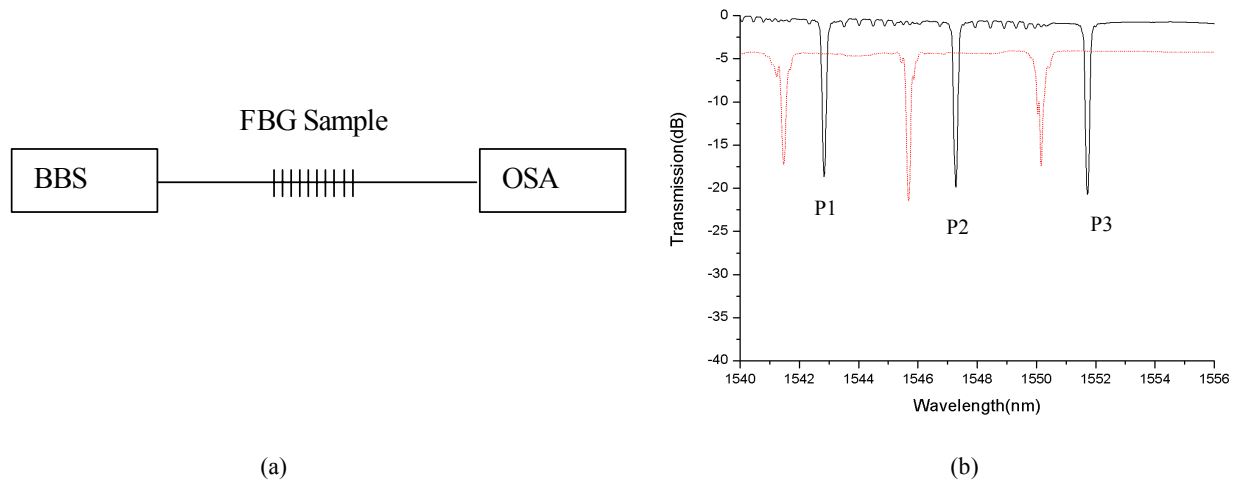 FBG Sample
BBS
OSA
(a)
Transmission(dB)
0
-5
-10
-15
-20
-25
-30
-35
-40
P1
P2
P3
1540 1542 1544 1546 1548 1550 1552 1554 1556
Wavelength(nm)
(b)